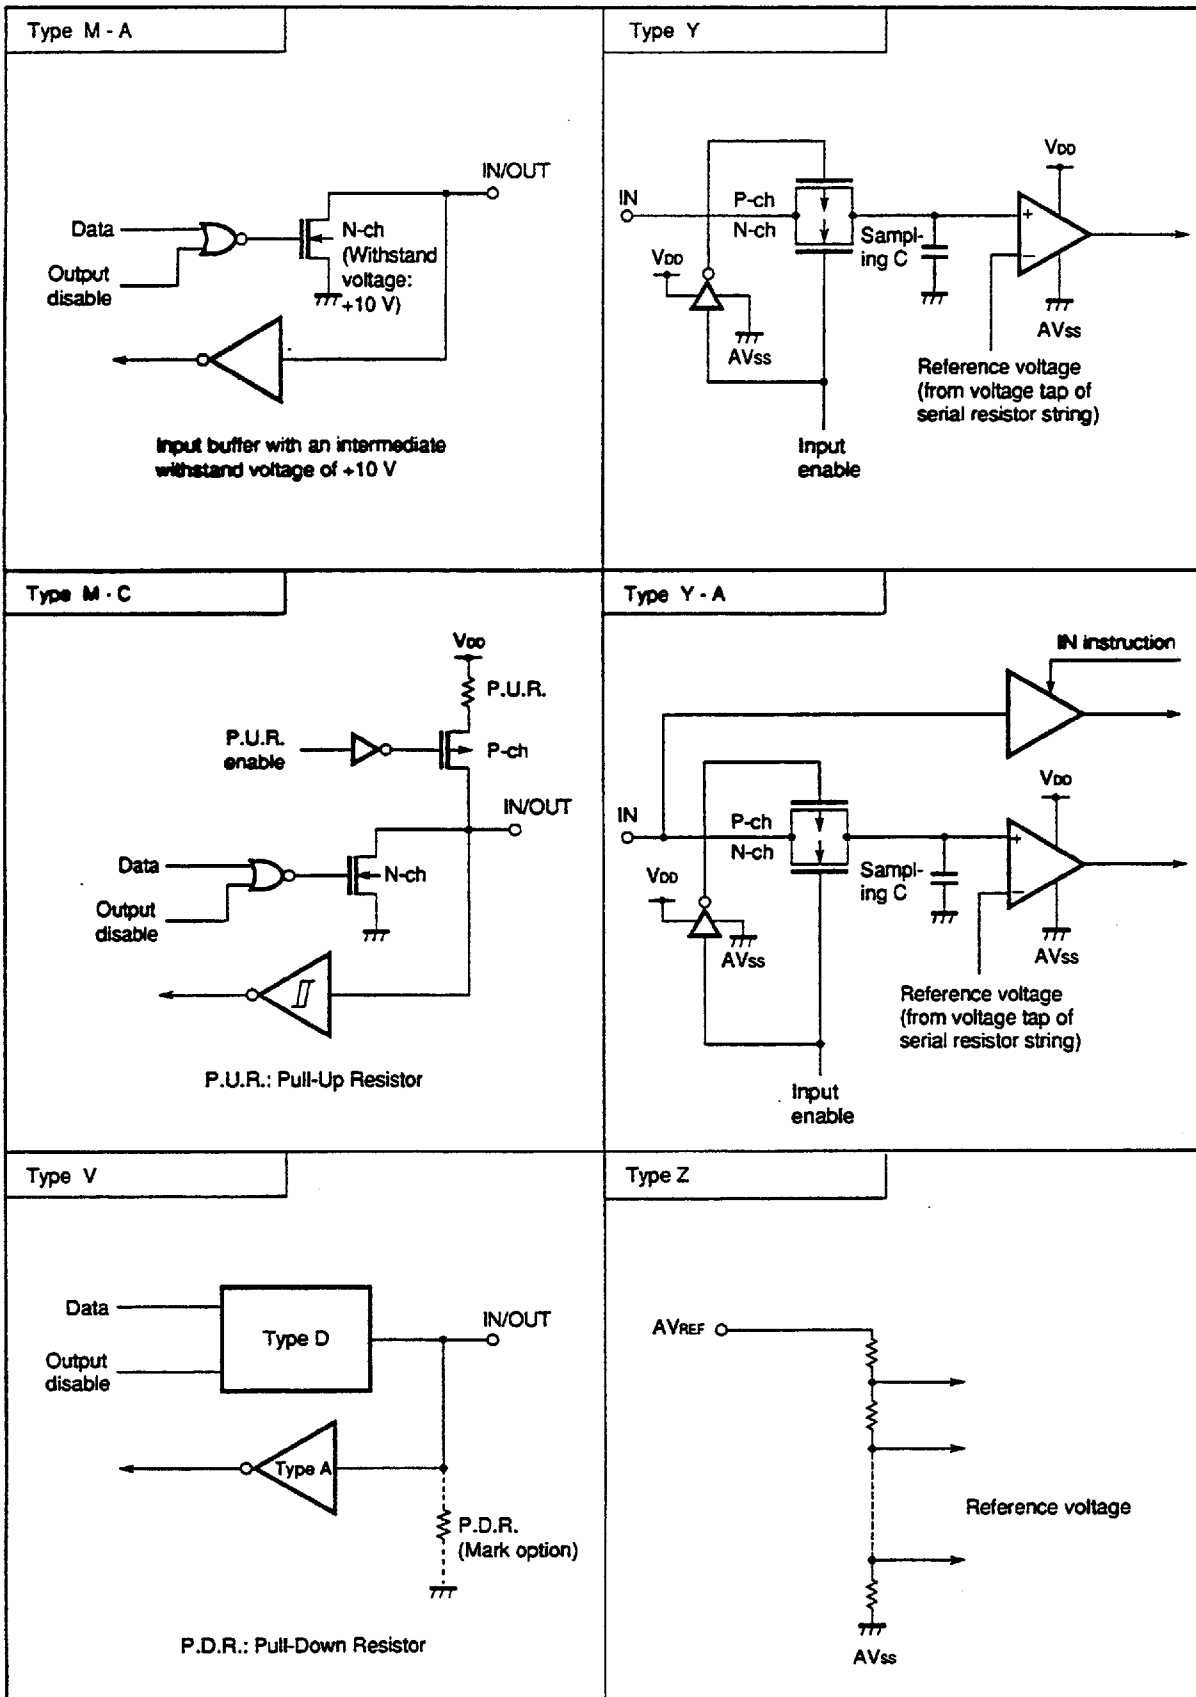 Type M - A
IN/OUT
Data
Output
disable
N-ch
(Withstand
voltage:
+10 V)
Input buffer with an intermediate
withstand voltage of +10 V
Type Y
IN
P-ch
N-ch
VDD
AVss
Sampl-
ing C
VDD
+
−
AVss
Reference voltage
(from voltage tap of
serial resistor string)
Input
enable
Type M - C
VDD
P.U.R.
P.U.R.
enable
P-ch
IN/OUT
Data
Output
disable
N-ch
P.U.R.: Pull-Up Resistor
Type Y - A
IN instruction
IN
P-ch
N-ch
VDD
AVss
Sampl-
ing C
VDD
+
−
AVss
Reference voltage
(from voltage tap of
serial resistor string)
Input
enable
Type V
Data
Output
disable
Type D
IN/OUT
Type A
P.D.R.
(Mark option)
P.D.R.: Pull-Down Resistor
Type Z
AVREF
Reference voltage
AVss